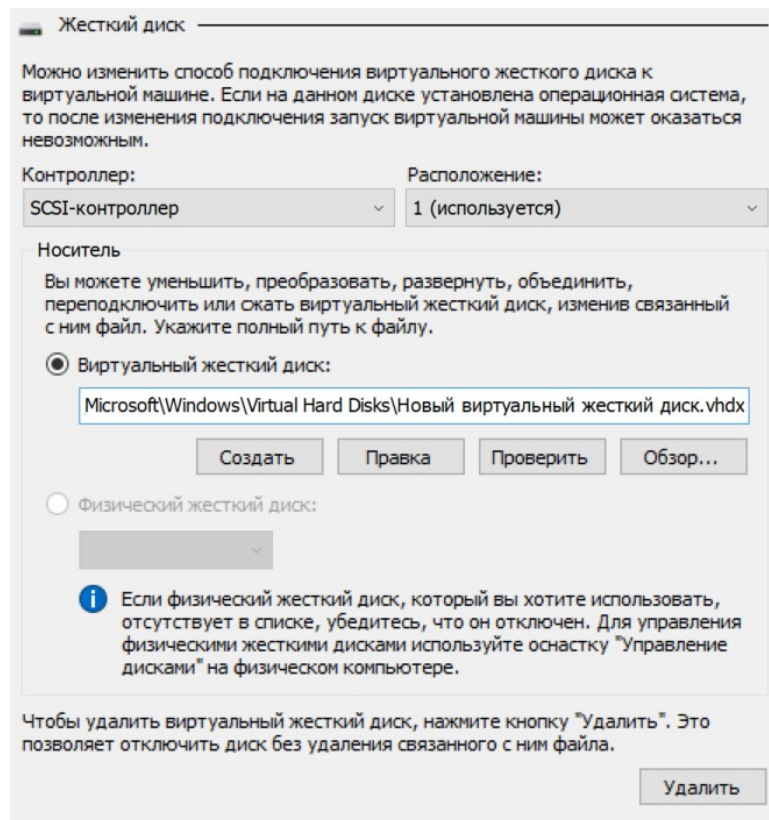 Жесткий диск
Можно изменить способ подключения виртуального жесткого диска к
виртуальной машине. Если на данном диске установлена операционная система,
то после изменения подключения запуск виртуальной машины может оказаться
невозможным.
Контроллер: Расположение:
SCSI-контроллер 1 (используется)
Носитель
Вы можете уменьшить, преобразовать, развернуть, объединить,
переподключить или сжать виртуальный жесткий диск, изменив связанный
с ним файл. Укажите полный путь к файлу.
Виртуальный жесткий диск:
Microsoft\Windows\Virtual Hard Disks\Новый виртуальный жесткий диск.vhdx
Создать Правка Проверить Обзор...
Физический жесткий диск:
Если физический жесткий диск, который вы хотите использовать,
отсутствует в списке, убедитесь, что он отключен. Для управления
физическими жесткими дисками используйте оснастку "Управление
дисками" на физическом компьютере.
Чтобы удалить виртуальный жесткий диск, нажмите кнопку "Удалить". Это
позволяет отключить диск без удаления связанного с ним файла.
Удалить